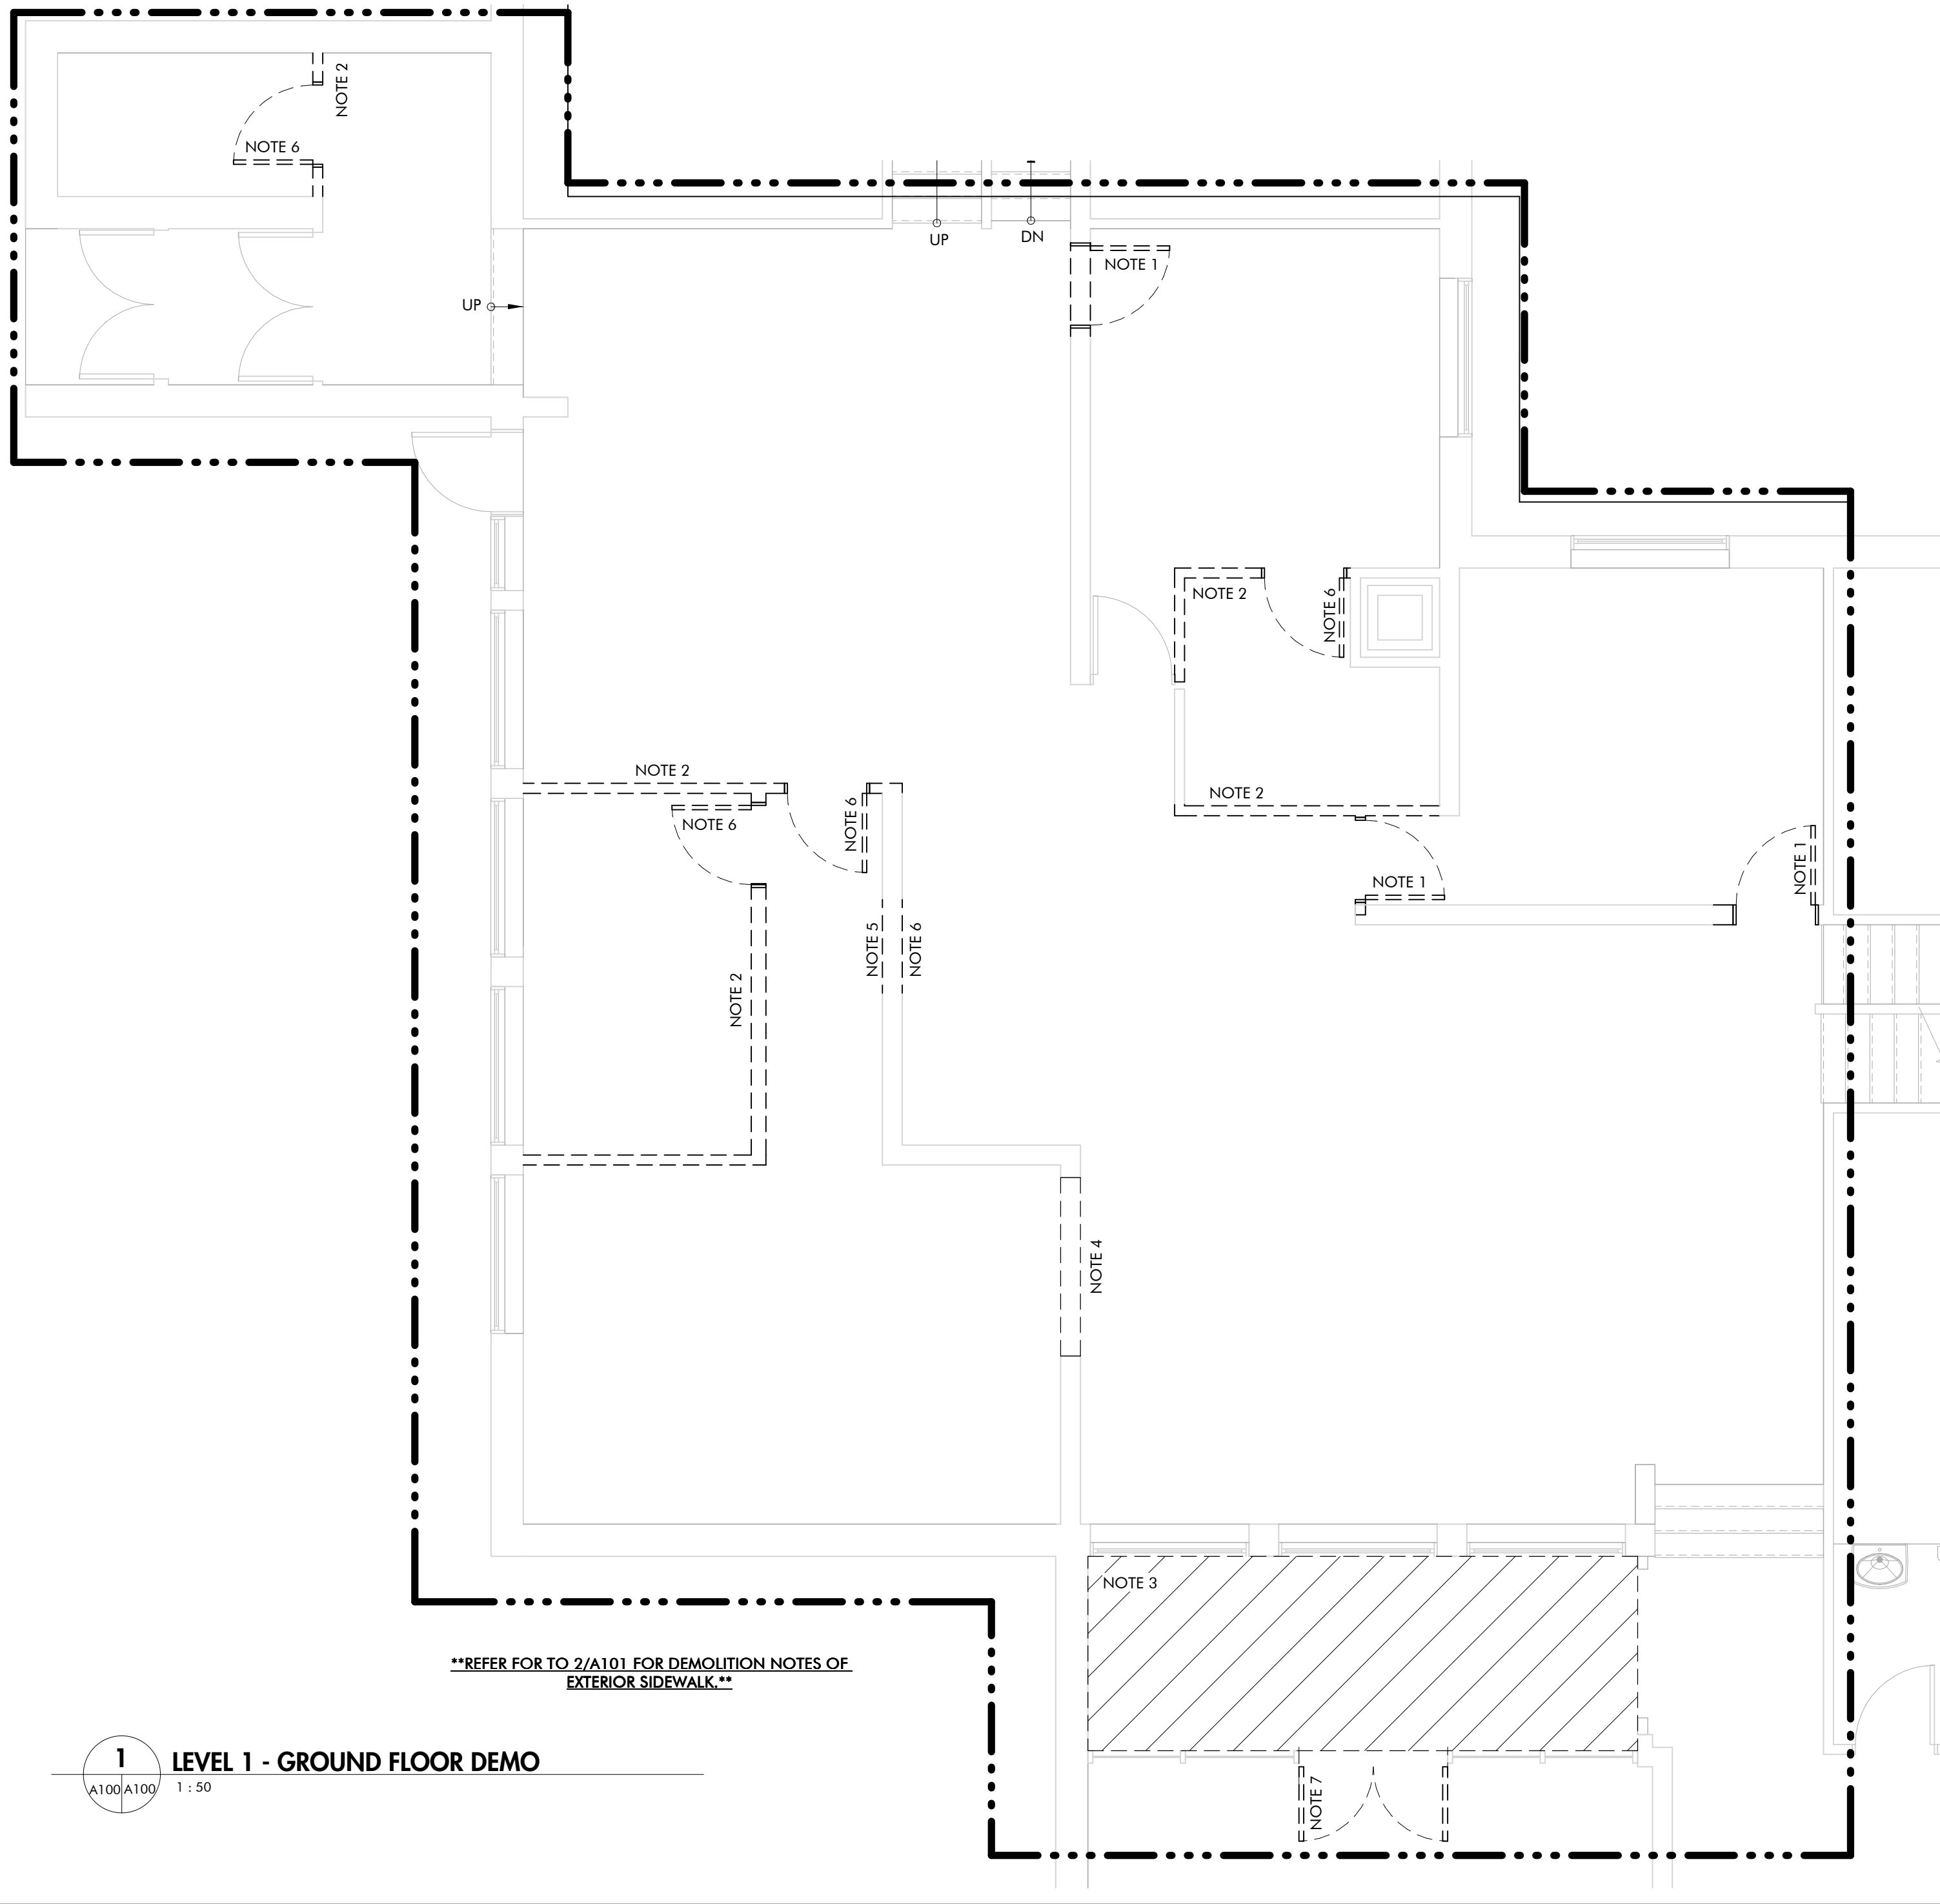 NOTE 2
NOTE 6
UP
DN
NOTE 1
UP
NOTE 2
NOTE 6
NOTE 2
NOTE 2
NOTE 6
NOTE 6
NOTE 1
NOTE 1
NOTE 5
NOTE 6
NOTE 2
NOTE 4
NOTE 3
**REFER FOR TO 2/A101 FOR DEMOLITION NOTES OF
EXTERIOR SIDEWALK.**
1
LEVEL 1 - GROUND FLOOR DEMO
A100 A100
1 : 50
NOTE 7